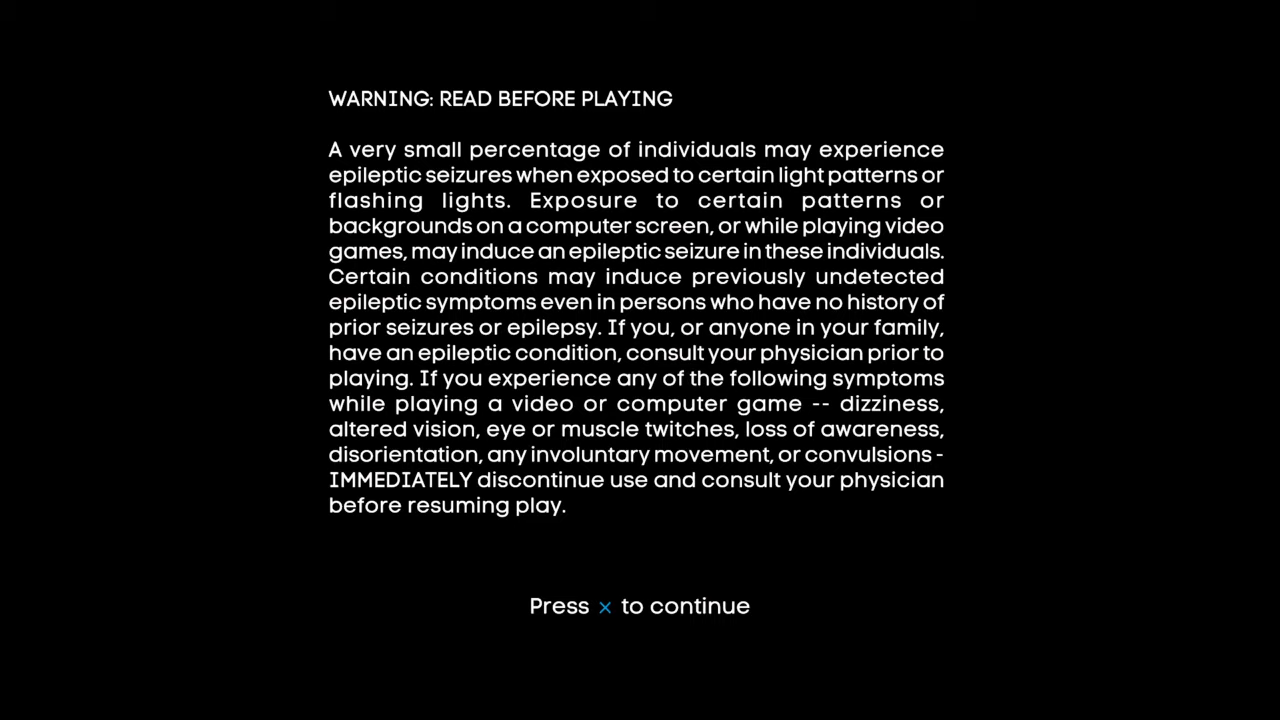 WARNING: READ BEFORE PLAYING
A very small percentage of individuals may experience
epileptic seizures when exposed to certain light patterns or
flashing lights. Exposure to certain patterns or
backgrounds on a computer screen, or while playing video
games, may induce an epileptic seizure in these individuals.
Certain conditions may induce previously undetected
epileptic symptoms even in persons who have no history of
prior seizures or epilepsy. If you, or anyone in your family,
have an epileptic condition, consult your physician prior to
playing. If you experience any of the following symptoms
while playing a video or computer game -- dizziness,
altered vision, eye or muscle twitches, loss of awareness,
disorientation, any involuntary movement, or convulsions -
IMMEDIATELY discontinue use and consult your physician
before resuming play.
Press × to continue